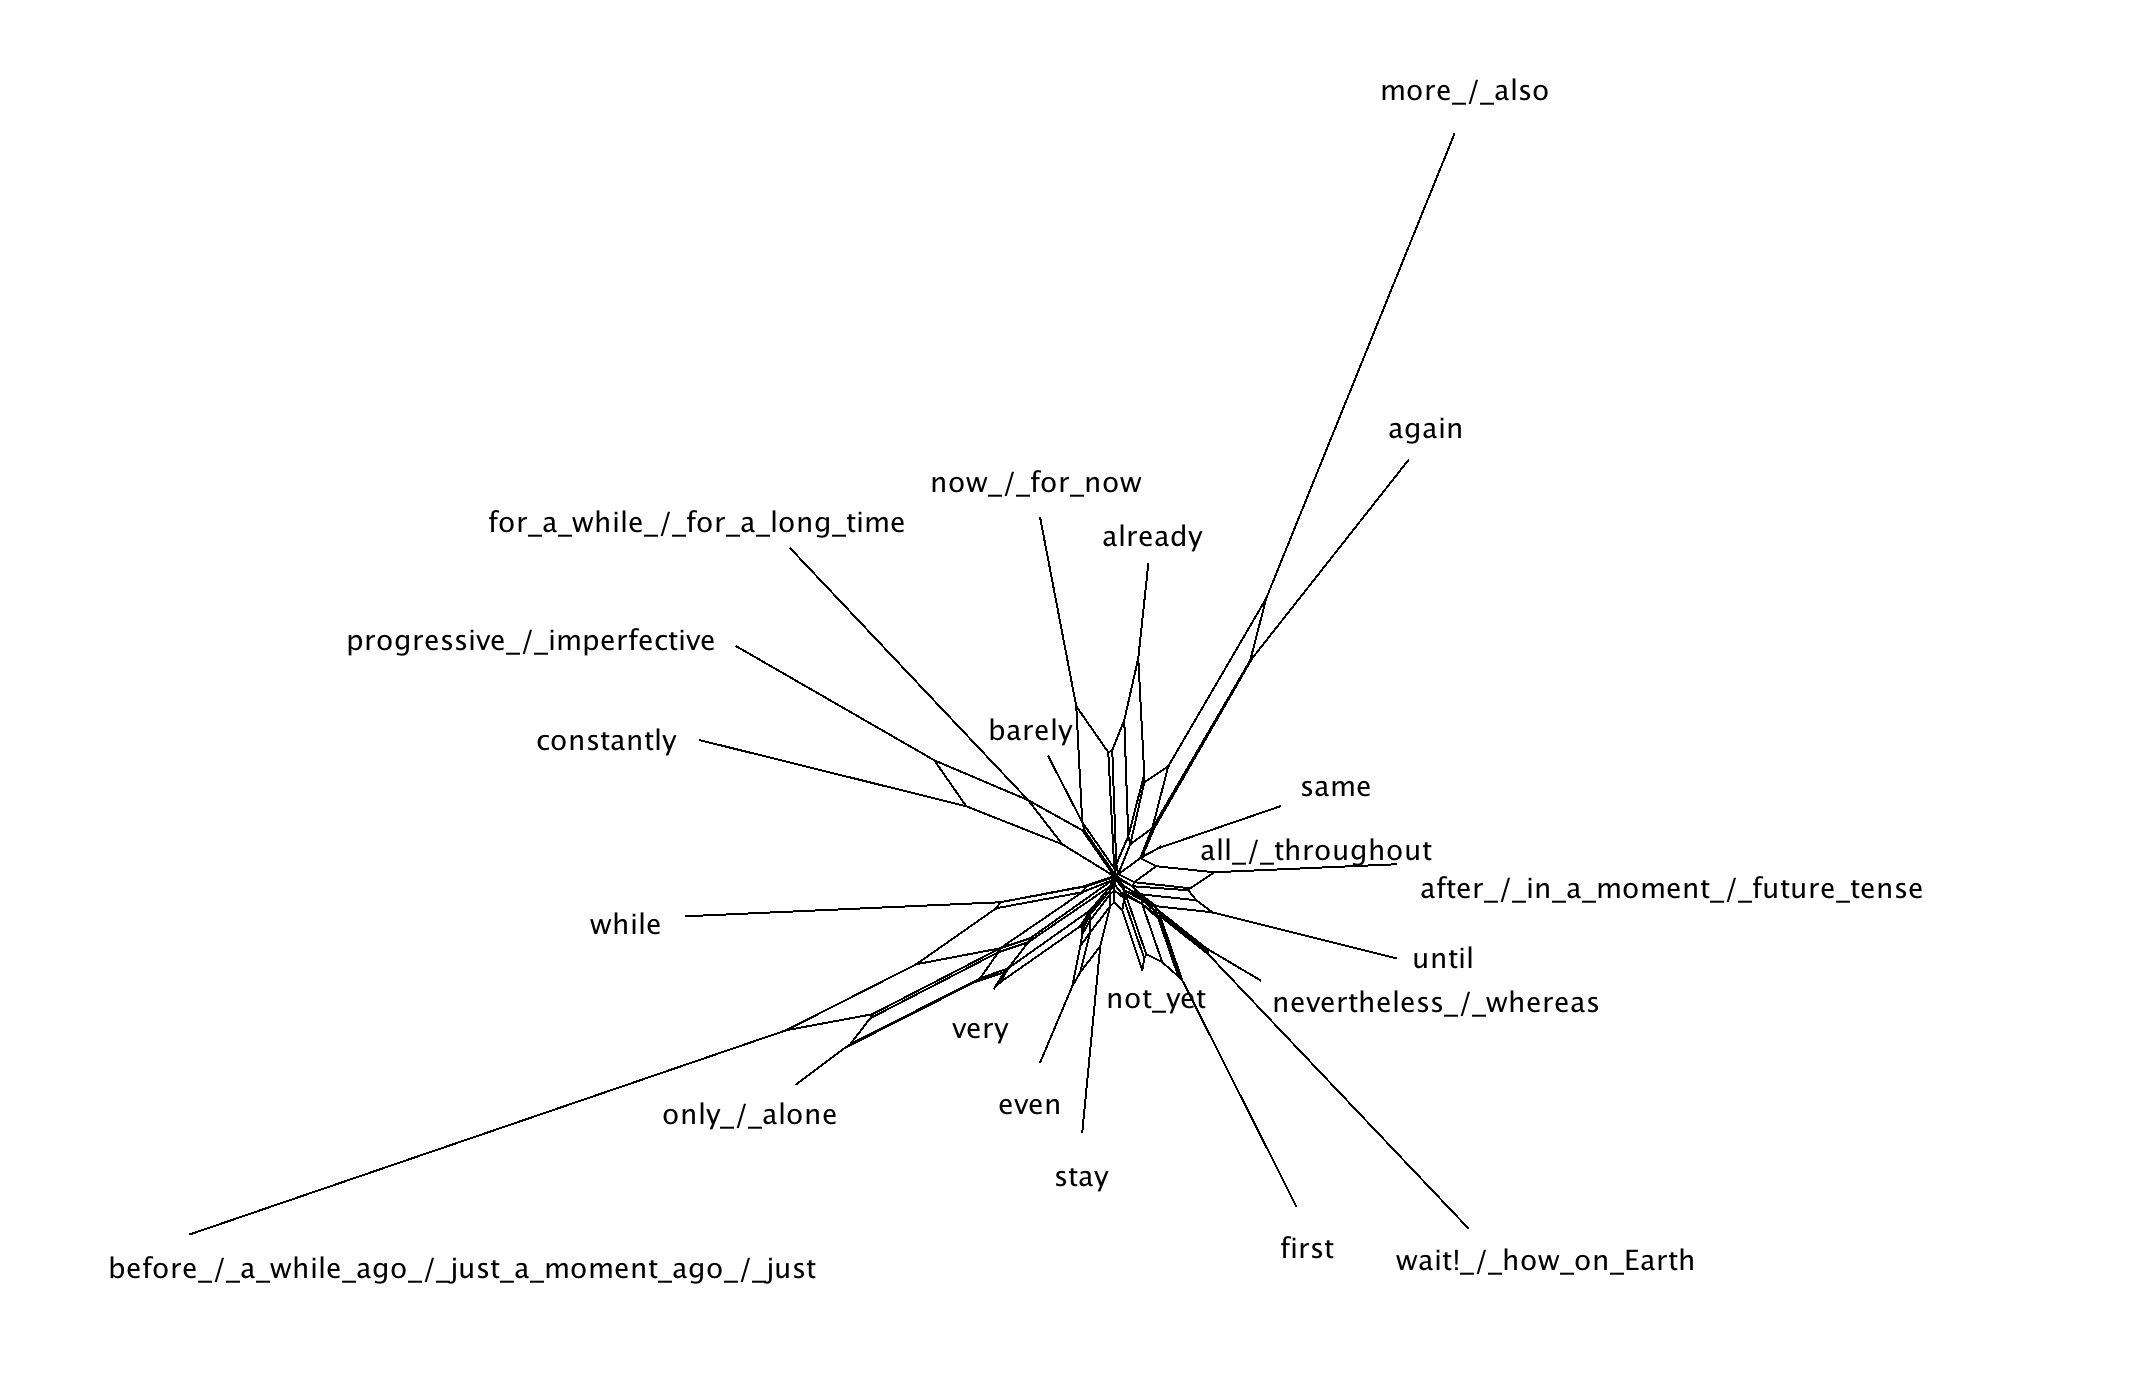 more_/_also
again
now_/_for_now
for_a_while_/_for_a_long_time
already
progressive_/_imperfective
barely
constantly
same
all_/_throughout
after_/_in_a_moment_/_future_tense
while
until
not_yet
nevertheless_/_whereas
very
even
only_/_alone
stay
first
wait!_/_how_on_Earth
before_/_a_while_ago_/_just_a_moment_ago_/_just